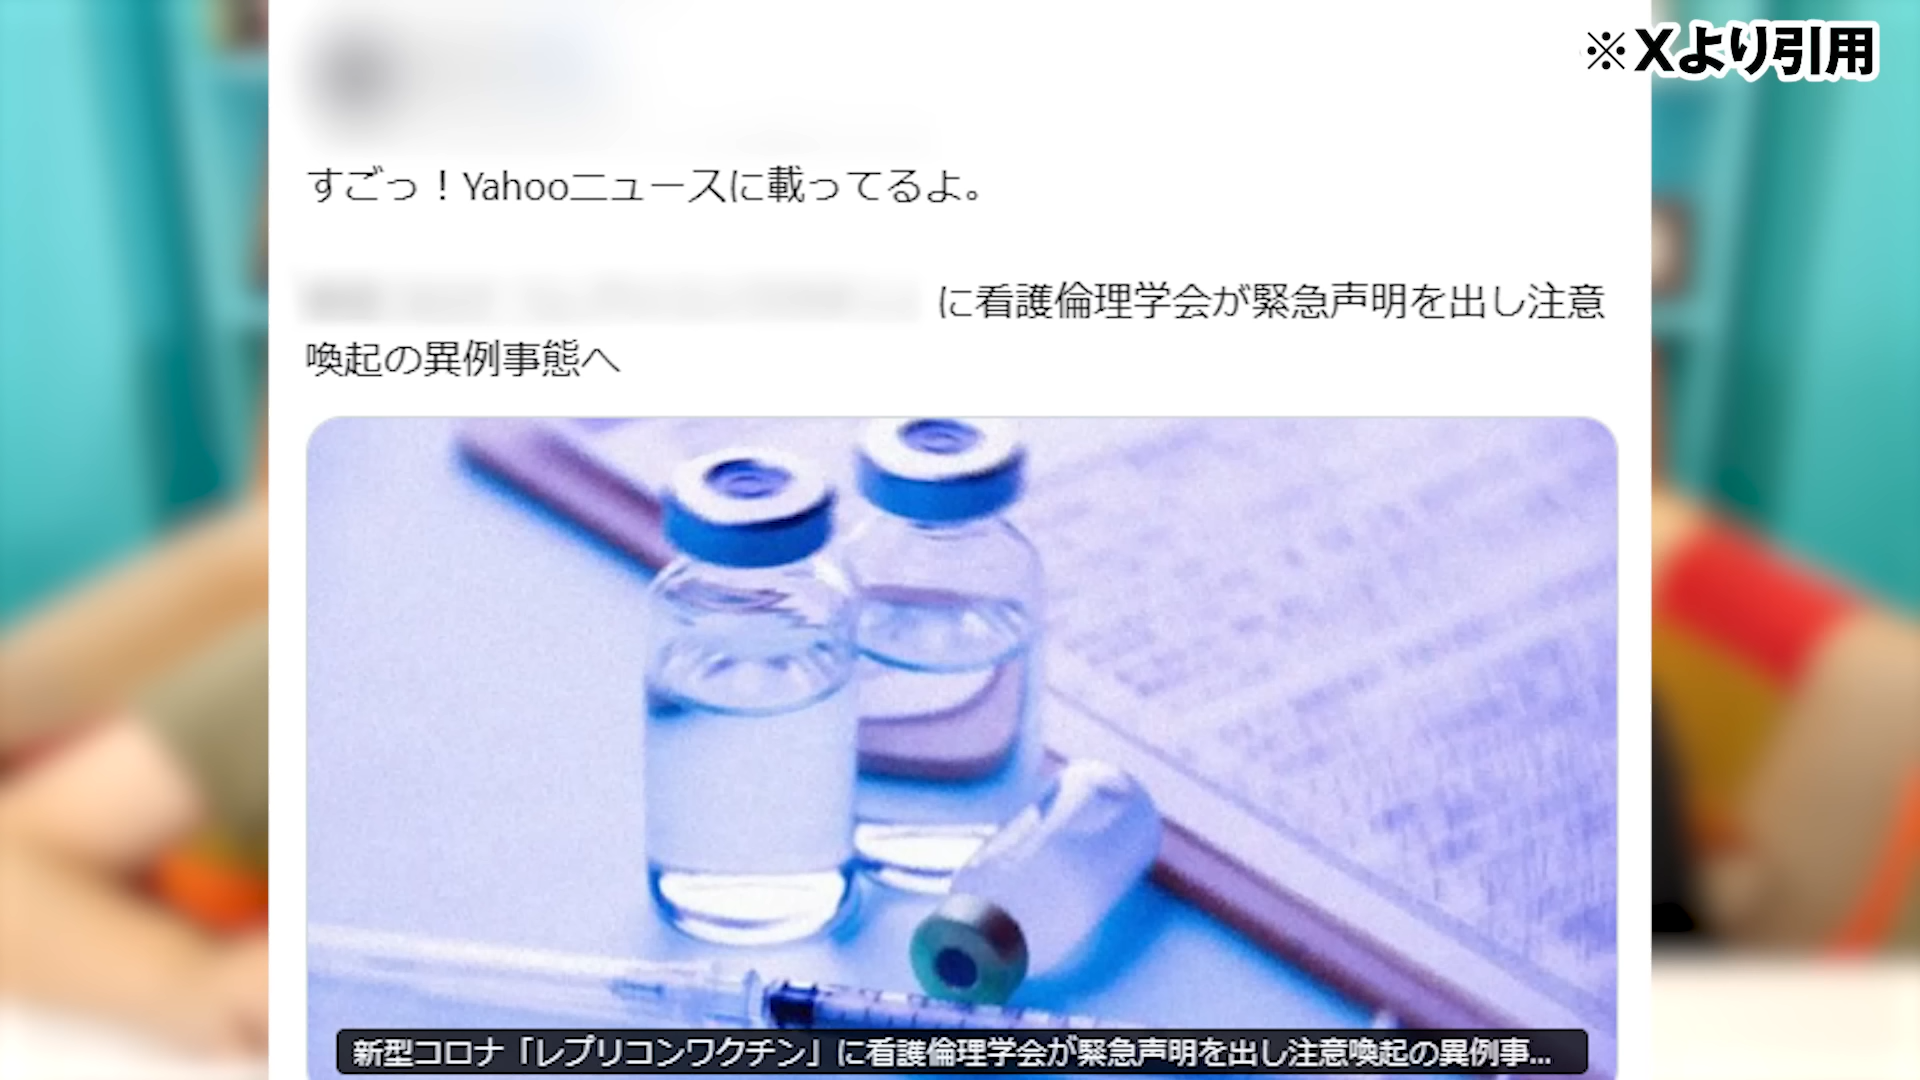 ※Xより引用
すごっ！Yahooニュースに載ってるよ。
に看護倫理学会が緊急声明を出し注意
喚起の異例事態へ
新型コロナ「レプリコンワクチン」に看護倫理学会が緊急声明を出し注意喚起の異例事...